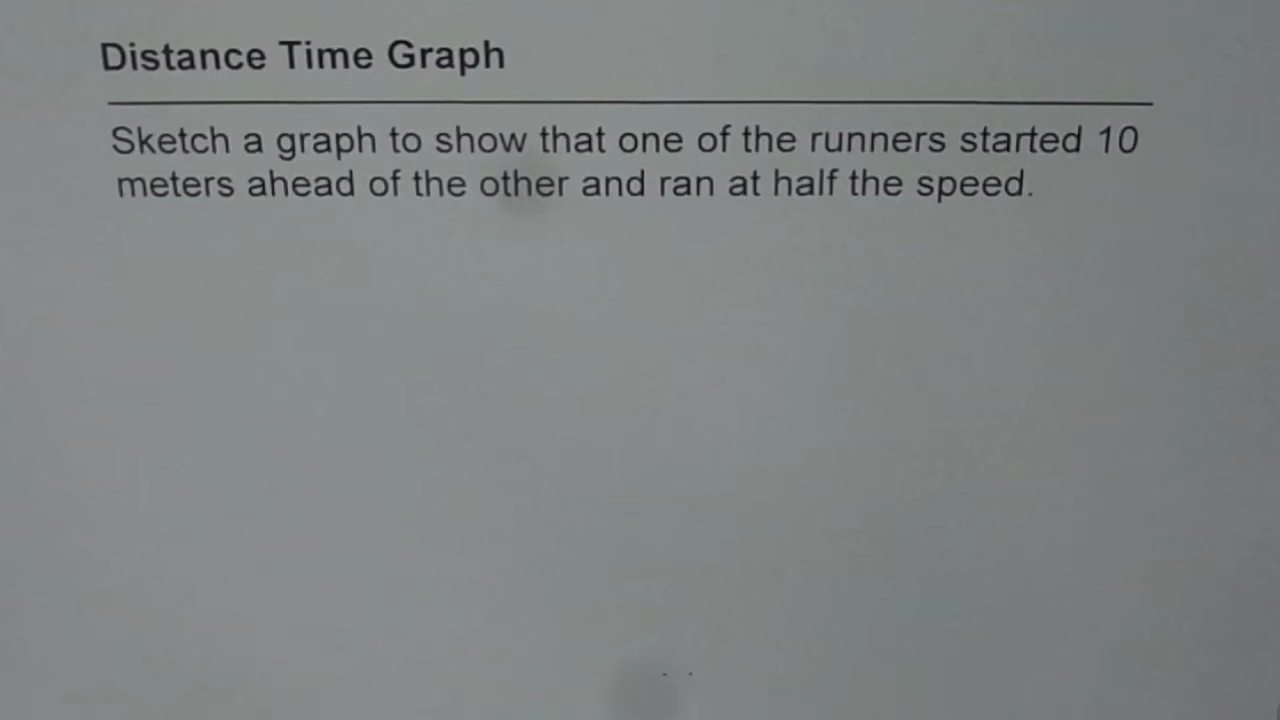 Distance Time Graph
Sketch a graph to show that one of the runners started 10
meters ahead of the other and ran at half the speed.